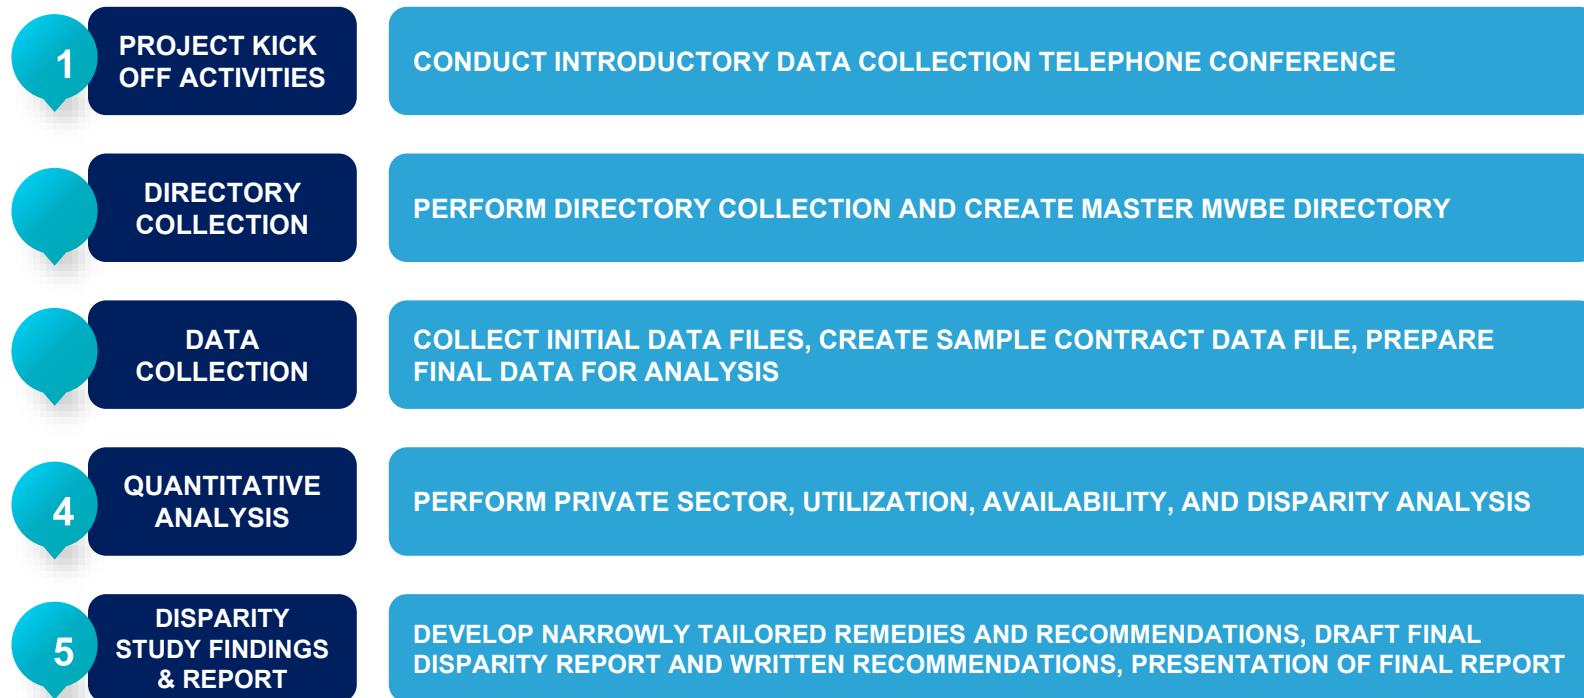 1
PROJECT KICK
OFF ACTIVITIES
CONDUCT INTRODUCTORY DATA COLLECTION TELEPHONE CONFERENCE
DIRECTORY
COLLECTION
PERFORM DIRECTORY COLLECTION AND CREATE MASTER MWBE DIRECTORY
DATA
COLLECTION
COLLECT INITIAL DATA FILES, CREATE SAMPLE CONTRACT DATA FILE, PREPARE
FINAL DATA FOR ANALYSIS
4
QUANTITATIVE
ANALYSIS
PERFORM PRIVATE SECTOR, UTILIZATION, AVAILABILITY, AND DISPARITY ANALYSIS
5
DISPARITY
STUDY FINDINGS
& REPORT
DEVELOP NARROWLY TAILORED REMEDIES AND RECOMMENDATIONS, DRAFT FINAL
DISPARITY REPORT AND WRITTEN RECOMMENDATIONS, PRESENTATION OF FINAL REPORT